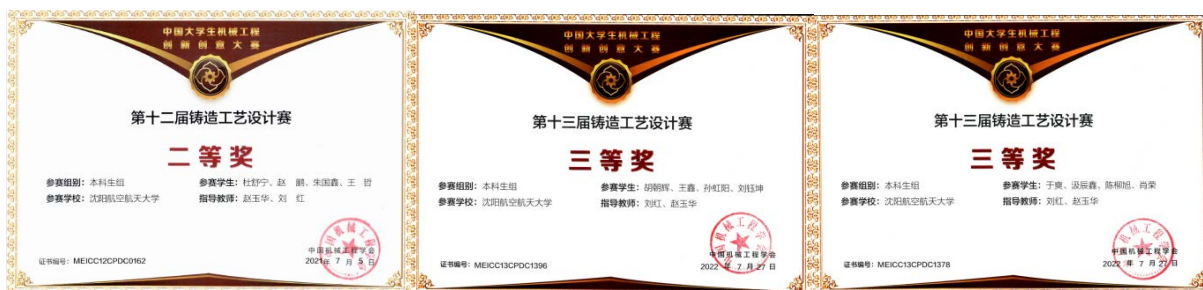 中国大学生机械工程
创新创意大赛
第十二届铸造工艺设计赛
二等奖
参赛组别：本科生组
参赛学生：杜舒宁、赵 鹏、朱国鑫、王 哲
参赛学校：沈阳航空航天大学
指导教师：赵玉华、刘 红
中国机械工程学会
证书编号：MEICC12CPDC0162
2021年 7 月 5 日
中国大学生机械工程
创新创意大赛
第十三届铸造工艺设计赛
三等奖
参赛组别：本科生组
参赛学生：胡朝辉、王鑫、孙虹阳、刘钰坤
参赛学校：沈阳航空航天大学
指导教师：刘红、赵玉华
中国机械工程学会
证书编号：MEICC13CPDC1396
2022 年 7 月 27 日
中国大学生机械工程
创新创意大赛
第十三届铸造工艺设计赛
三等奖
参赛组别：本科生组
参赛学生：于奭、汲辰鑫、陈柳旭、肖荣
参赛学校：沈阳航空航天大学
指导教师：刘红、赵玉华
中国机械工程学会
证书编号：MEICC13CPDC1378
2022 年 7 月 27 日